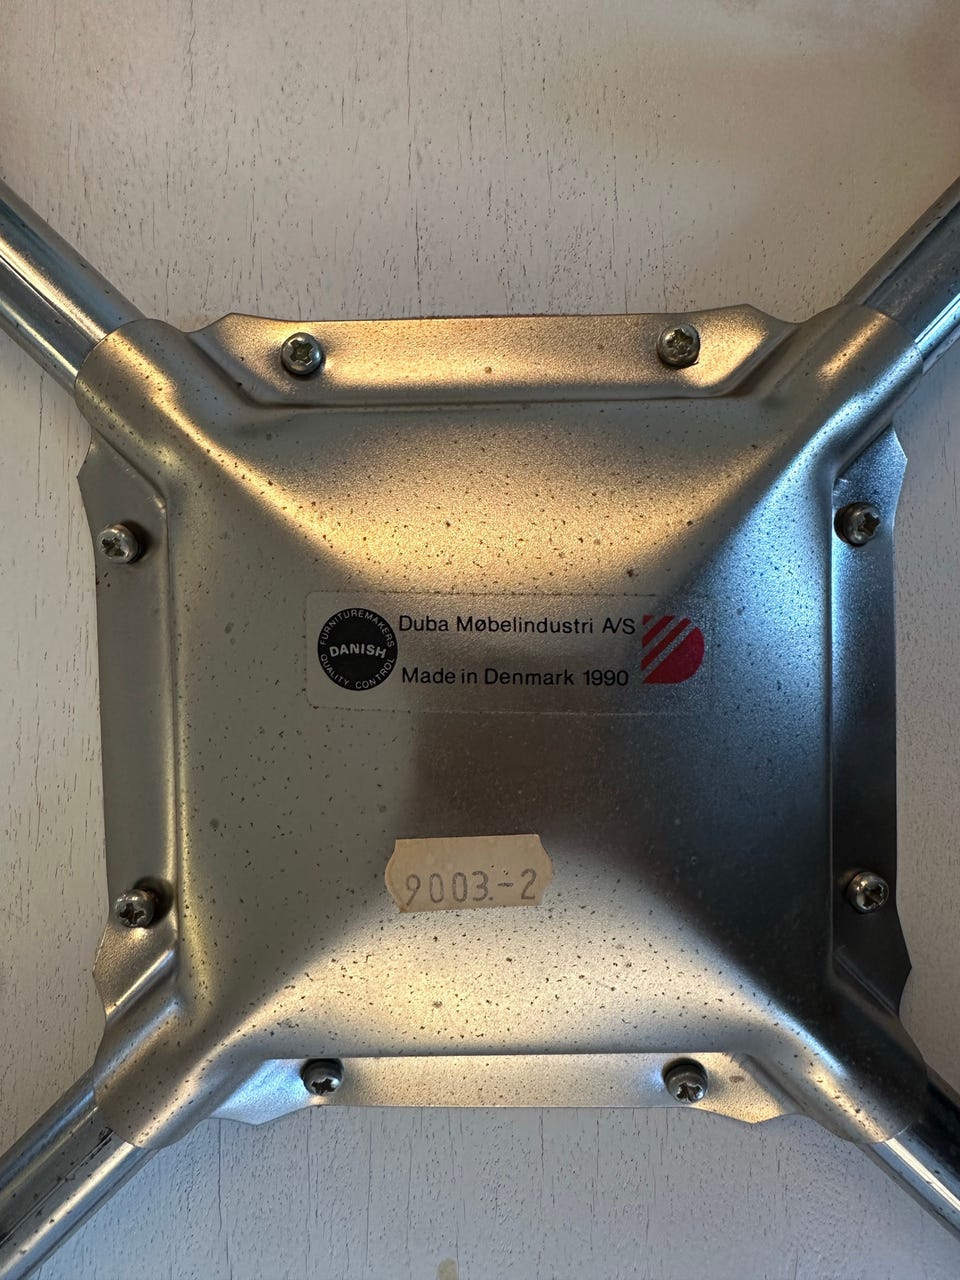 FURNITUREMAKERS
DANISH
QUALITY CONTROL
Duba Møbelindustri A/S
Made in Denmark 1990
9003.-2